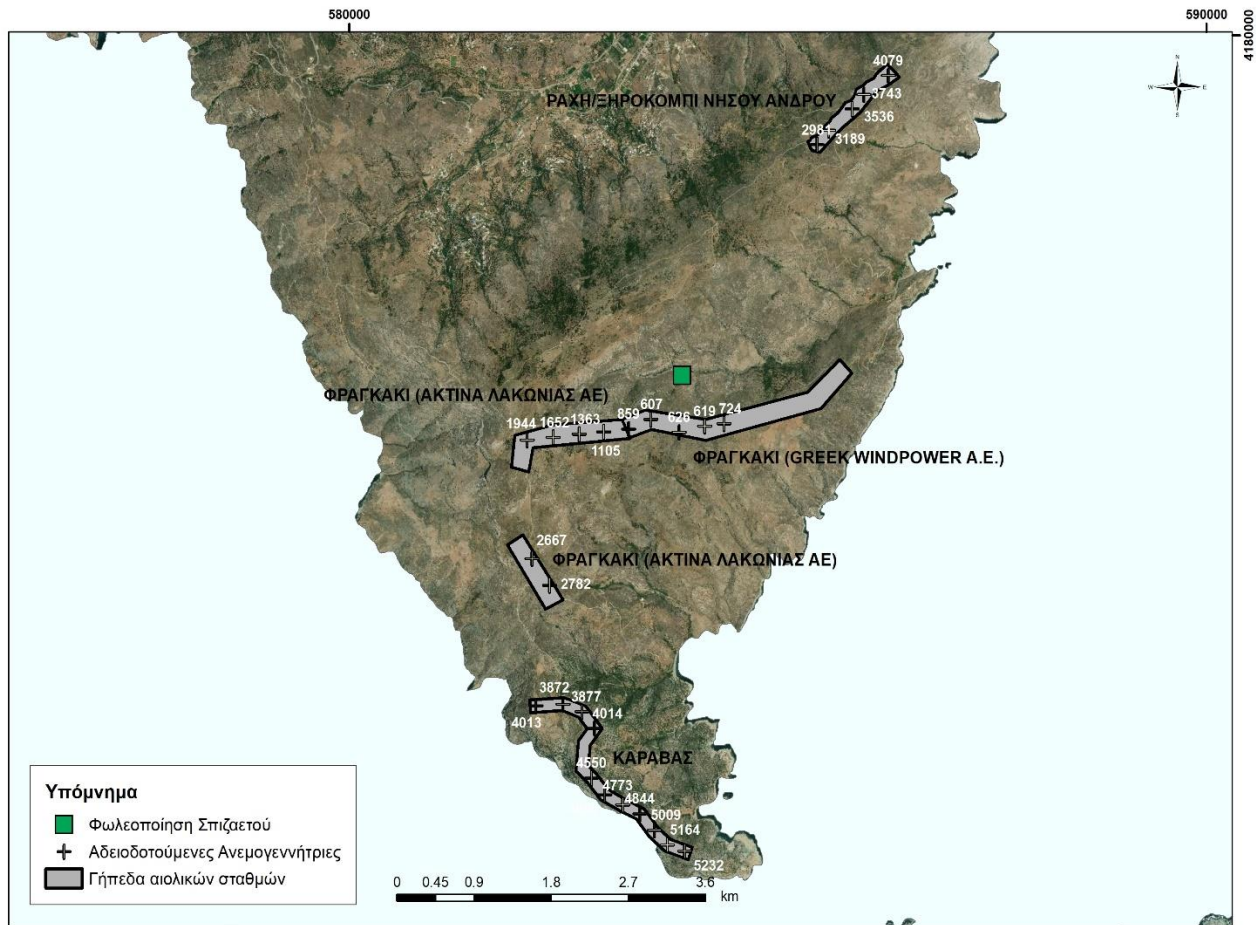 580000
590000
4180000
N
W E
S
4079
ΡΑΧΗ/ΞΗΡΟΚΟΜΠΙ ΝΗΣΟΥ ΑΝΔΡΟΥ
3743
3536
2981
3189
ΦΡΑΓΚΑΚΙ (ΑΚΤΙΝΑ ΛΑΚΩΝΙΑΣ ΑΕ)
1944 1652 1363 859 607 626 619 724
1105
ΦΡΑΓΚΑΚΙ (GREEK WINDPOWER A.E.)
2667
ΦΡΑΓΚΑΚΙ (ΑΚΤΙΝΑ ΛΑΚΩΝΙΑΣ ΑΕ)
2782
3872
3877
4013
4014
ΚΑΡΑΒΑΣ
4550
4773
4844
5009
5164
5232
Υπόμνημα
Φωλεοποίηση Σπιζαετού
Αδειοδοτούμενες Ανεμογεννήτριες
Γήπεδα αιολικών σταθμών
0 0.45 0.9 1.8 2.7 3.6
km